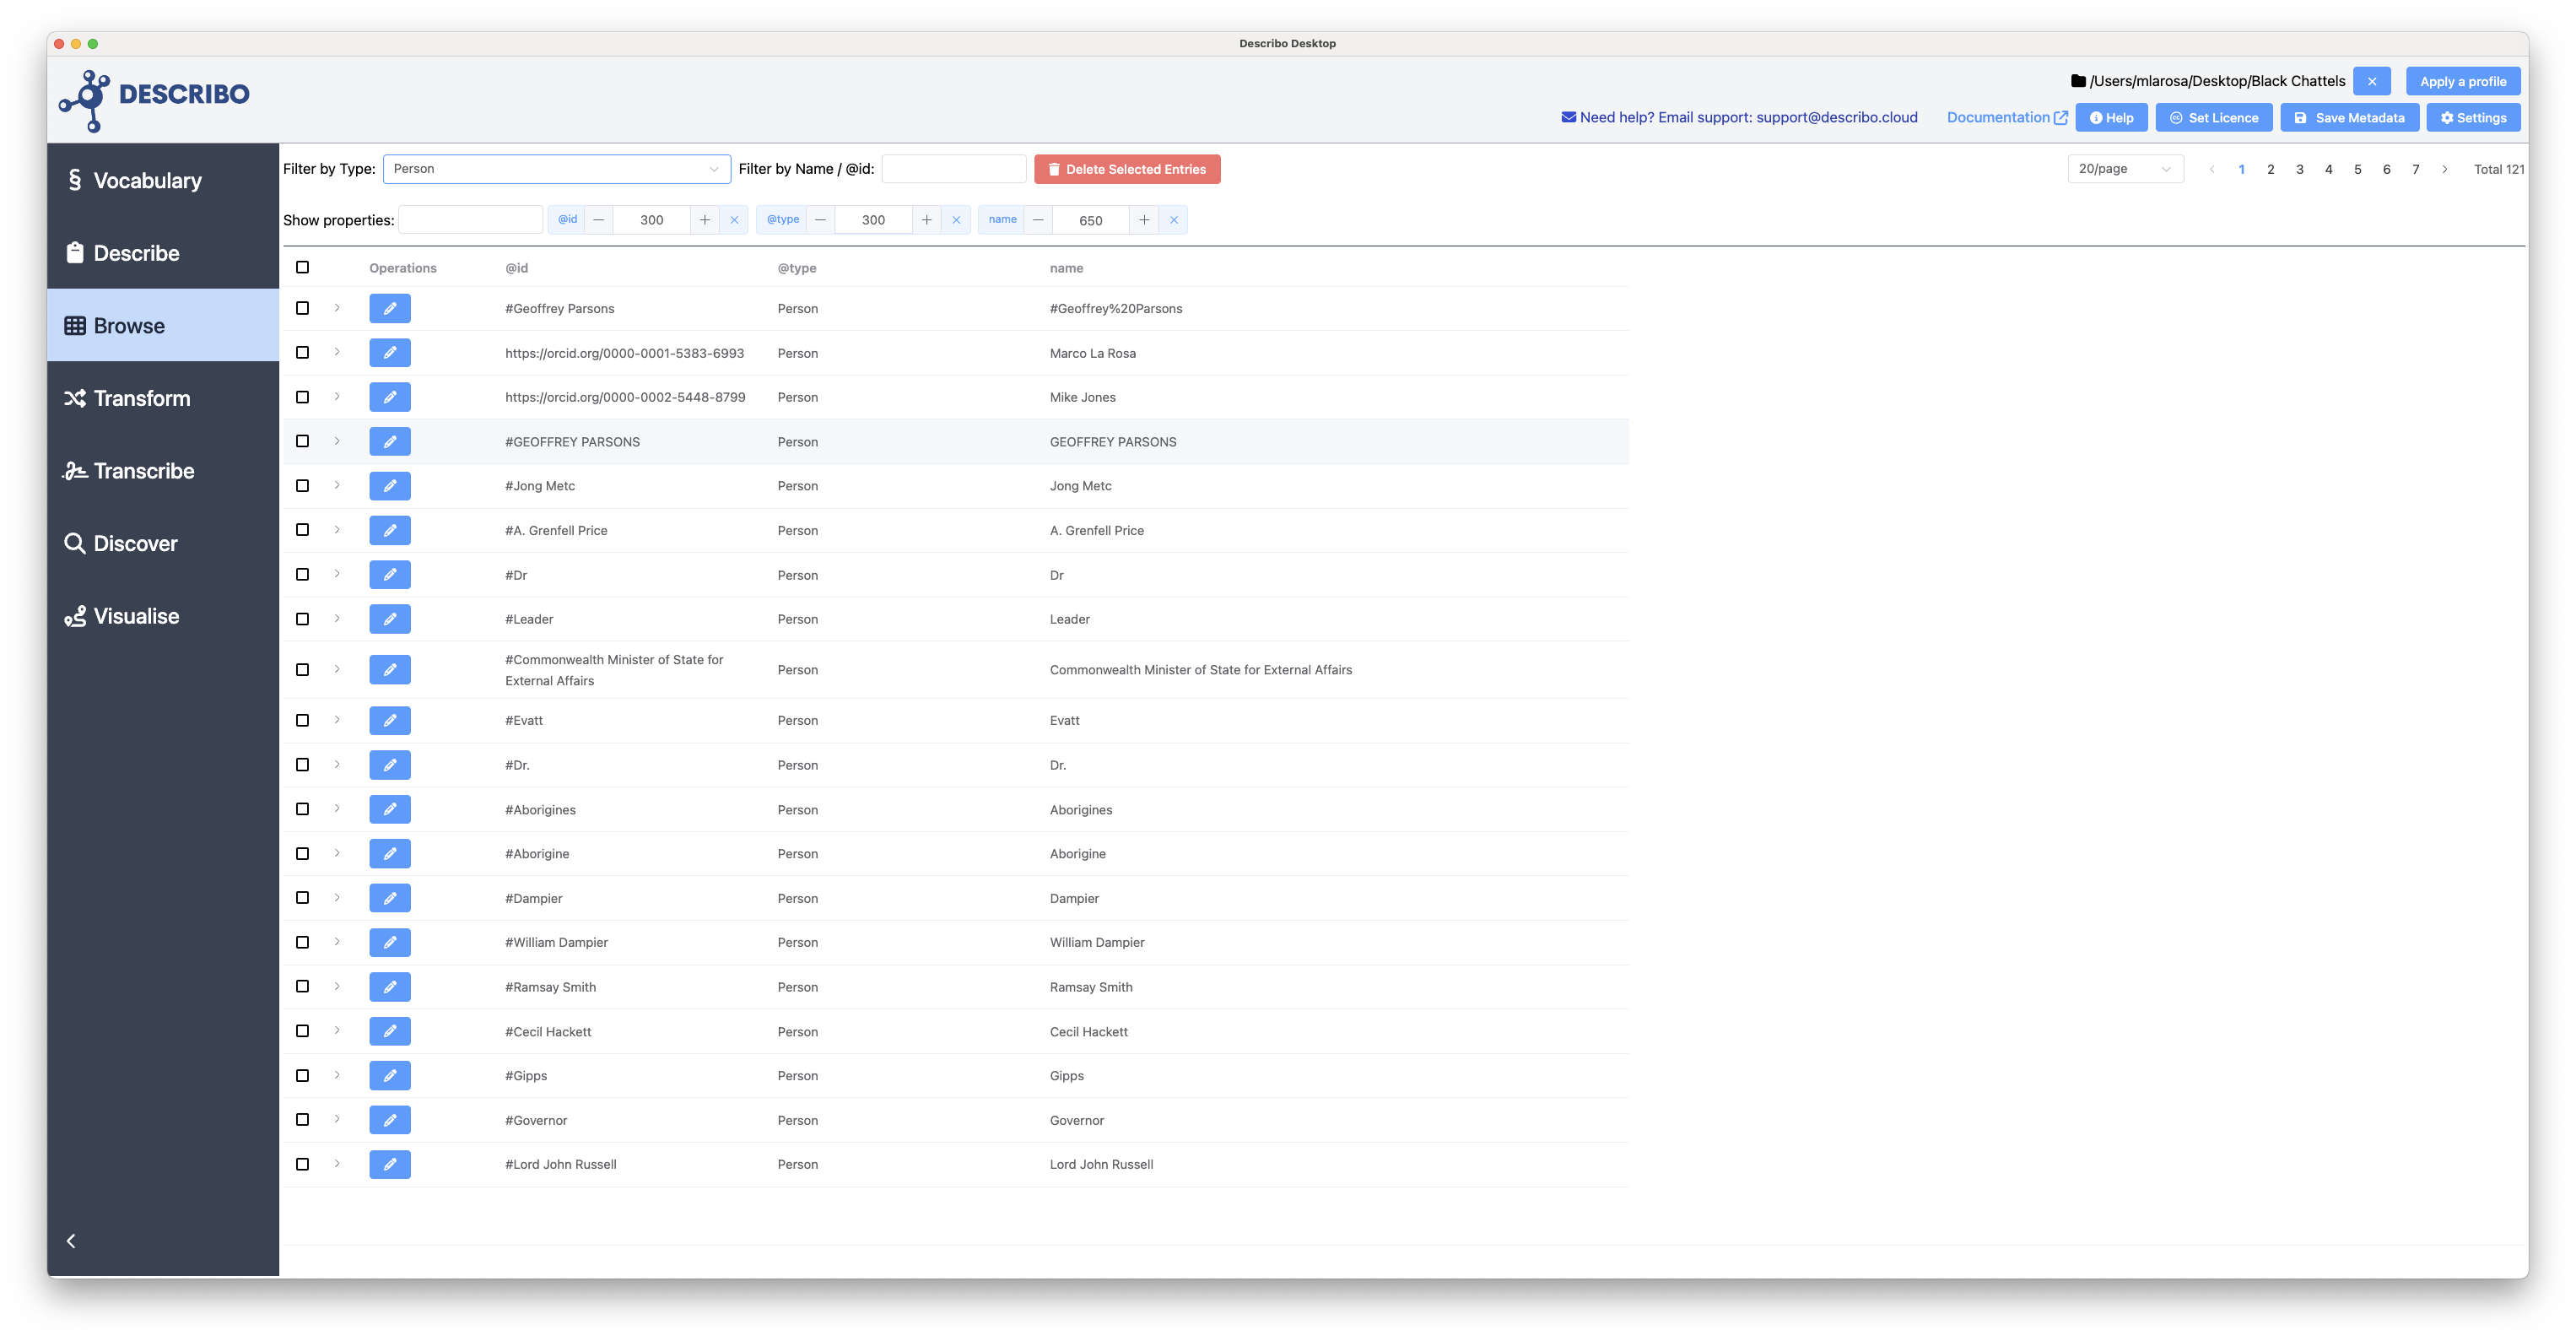 Describo Desktop
DESCRIBO
/Users/mlarosa/Desktop/Black Chattels
Apply a profile
Need help? Email support: support@describo.cloud
Documentation
Help
Set Licence
Save Metadata
Settings
Vocabulary
Describe
Browse
Transform
Transcribe
Discover
Visualise
Filter by Type: Person Filter by Name / @id: Delete Selected Entries
20/page 1 2 3 4 5 6 7 Total 121
Show properties: @id 300 @type 300 name 650
Operations @id @type name
#Geoffrey Parsons Person #Geoffrey%20Parsons
https://orcid.org/0000-0001-5383-6993 Person Marco La Rosa
https://orcid.org/0000-0002-5448-8799 Person Mike Jones
#GEOFFREY PARSONS Person GEOFFREY PARSONS
#Jong Metc Person Jong Metc
#A. Grenfell Price Person A. Grenfell Price
#Dr Person Dr
#Leader Person Leader
#Commonwealth Minister of State for
External Affairs Person Commonwealth Minister of State for External Affairs
#Evatt Person Evatt
#Dr. Person Dr.
#Aborigines Person Aborigines
#Aborigine Person Aborigine
#Dampier Person Dampier
#William Dampier Person William Dampier
#Ramsay Smith Person Ramsay Smith
#Cecil Hackett Person Cecil Hackett
#Gipps Person Gipps
#Governor Person Governor
#Lord John Russell Person Lord John Russell